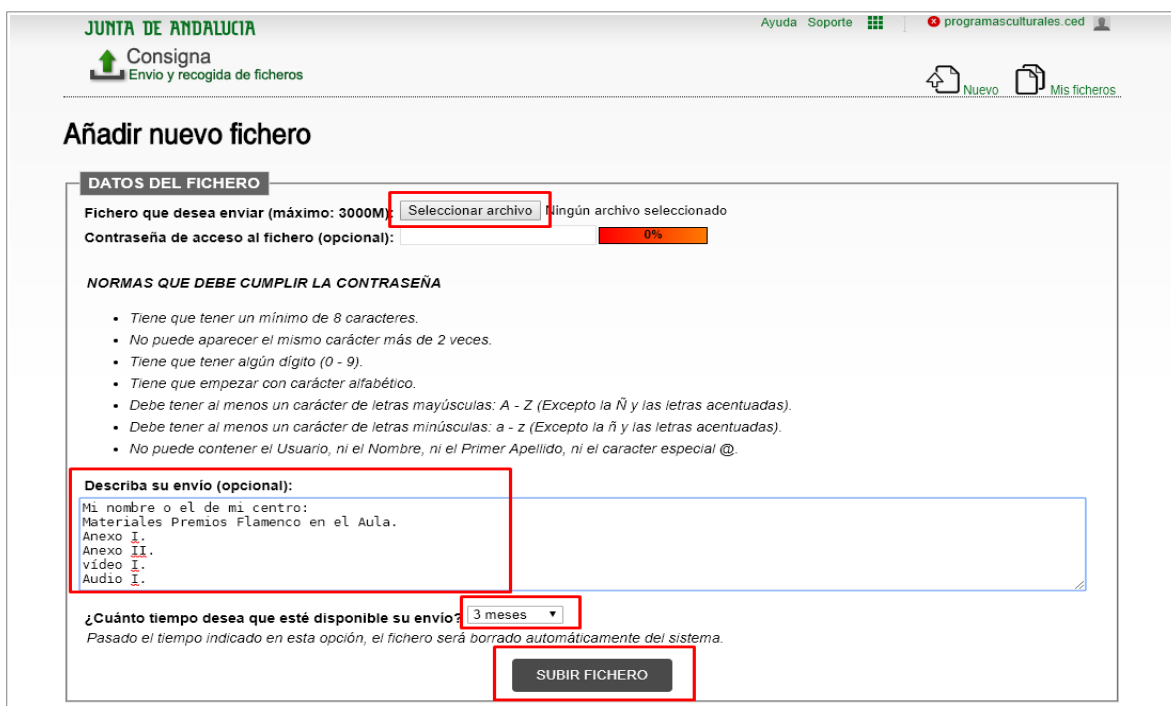 JUNTA DE ANDALUCIA
Ayuda Soporte
programasculturales.ced
Consigna
Envio y recogida de ficheros
Nuevo
Mis ficheros
Añadir nuevo fichero
DATOS DEL FICHERO
Fichero que desea enviar (máximo: 3000M): Seleccionar archivo Ningún archivo seleccionado
Contraseña de acceso al fichero (opcional): 0%
NORMAS QUE DEBE CUMPLIR LA CONTRASEÑA
• Tiene que tener un mínimo de 8 caracteres.
• No puede aparecer el mismo carácter más de 2 veces.
• Tiene que tener algún dígito (0 - 9).
• Tiene que empezar con carácter alfabético.
• Debe tener al menos un carácter de letras mayúsculas: A - Z (Excepto la Ñ y las letras acentuadas).
• Debe tener al menos un carácter de letras minúsculas: a - z (Excepto la ñ y las letras acentuadas).
• No puede contener el Usuario, ni el Nombre, ni el Primer Apellido, ni el caracter especial @.
Describa su envío (opcional):
Mi nombre o el de mi centro:
Materiales Premios Flamenco en el Aula.
Anexo I.
Anexo II.
vídeo I.
Audio I.
¿Cuánto tiempo desea que esté disponible su envío? 3 meses
Pasado el tiempo indicado en esta opción, el fichero será borrado automáticamente del sistema.
SUBIR FICHERO